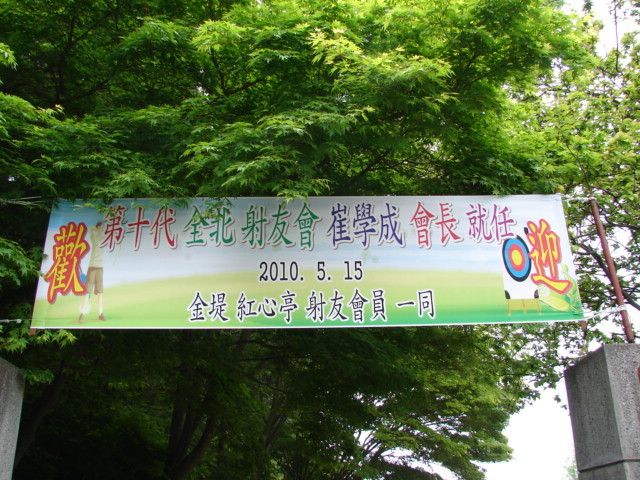 歡迎
第十代 全北 射友會 崔學成 會長 就任
2010. 5. 15
金堤 紅心亭 射友會員 一同